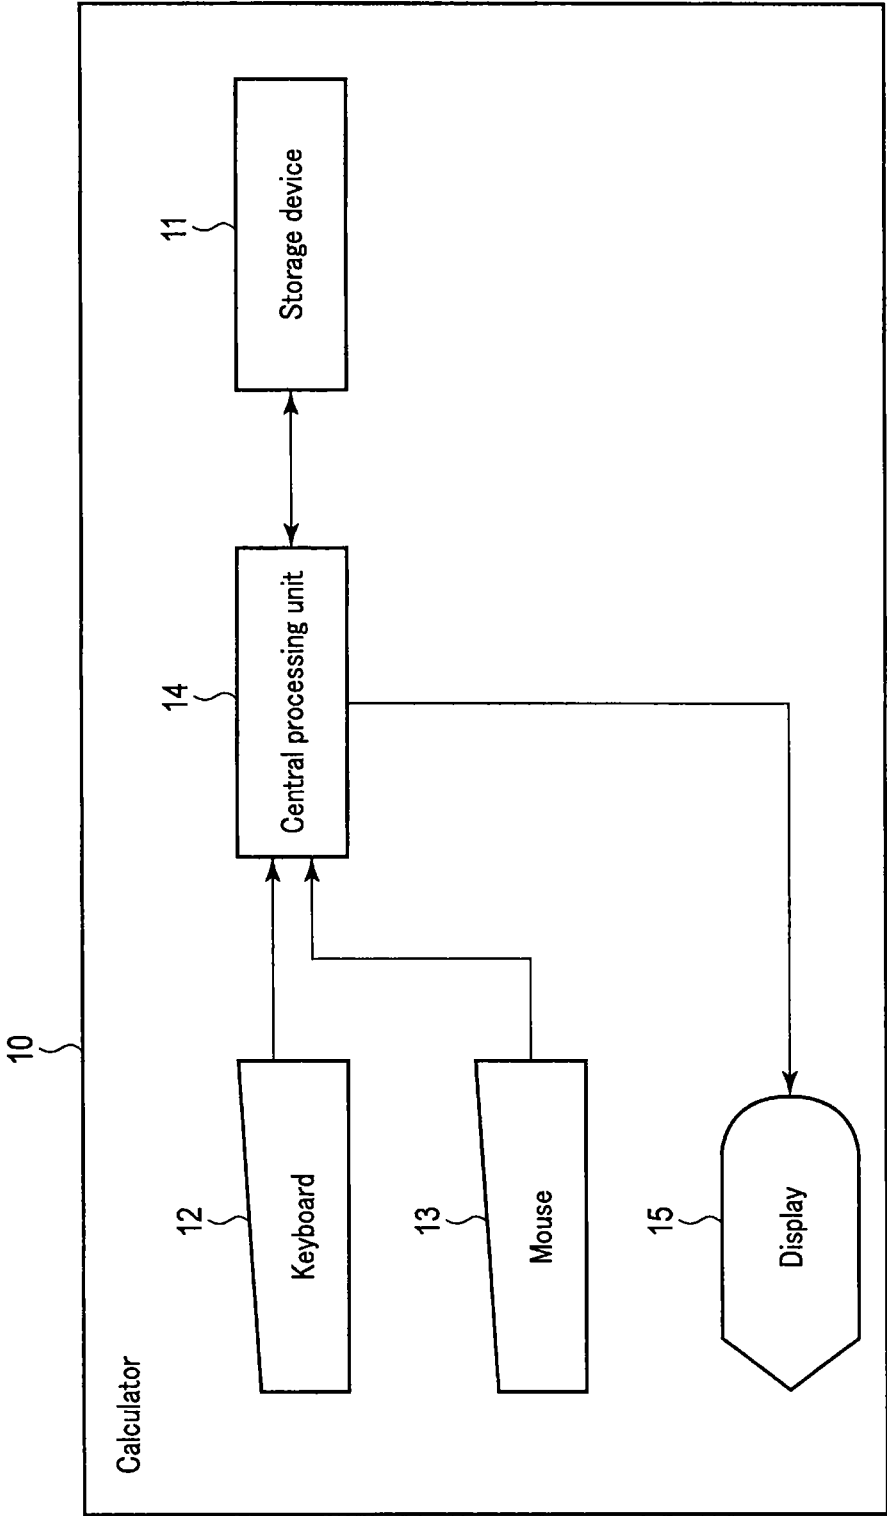 10
Calculator
12
Keyboard
14
Central processing unit
11
Storage device
13
Mouse
15
Display